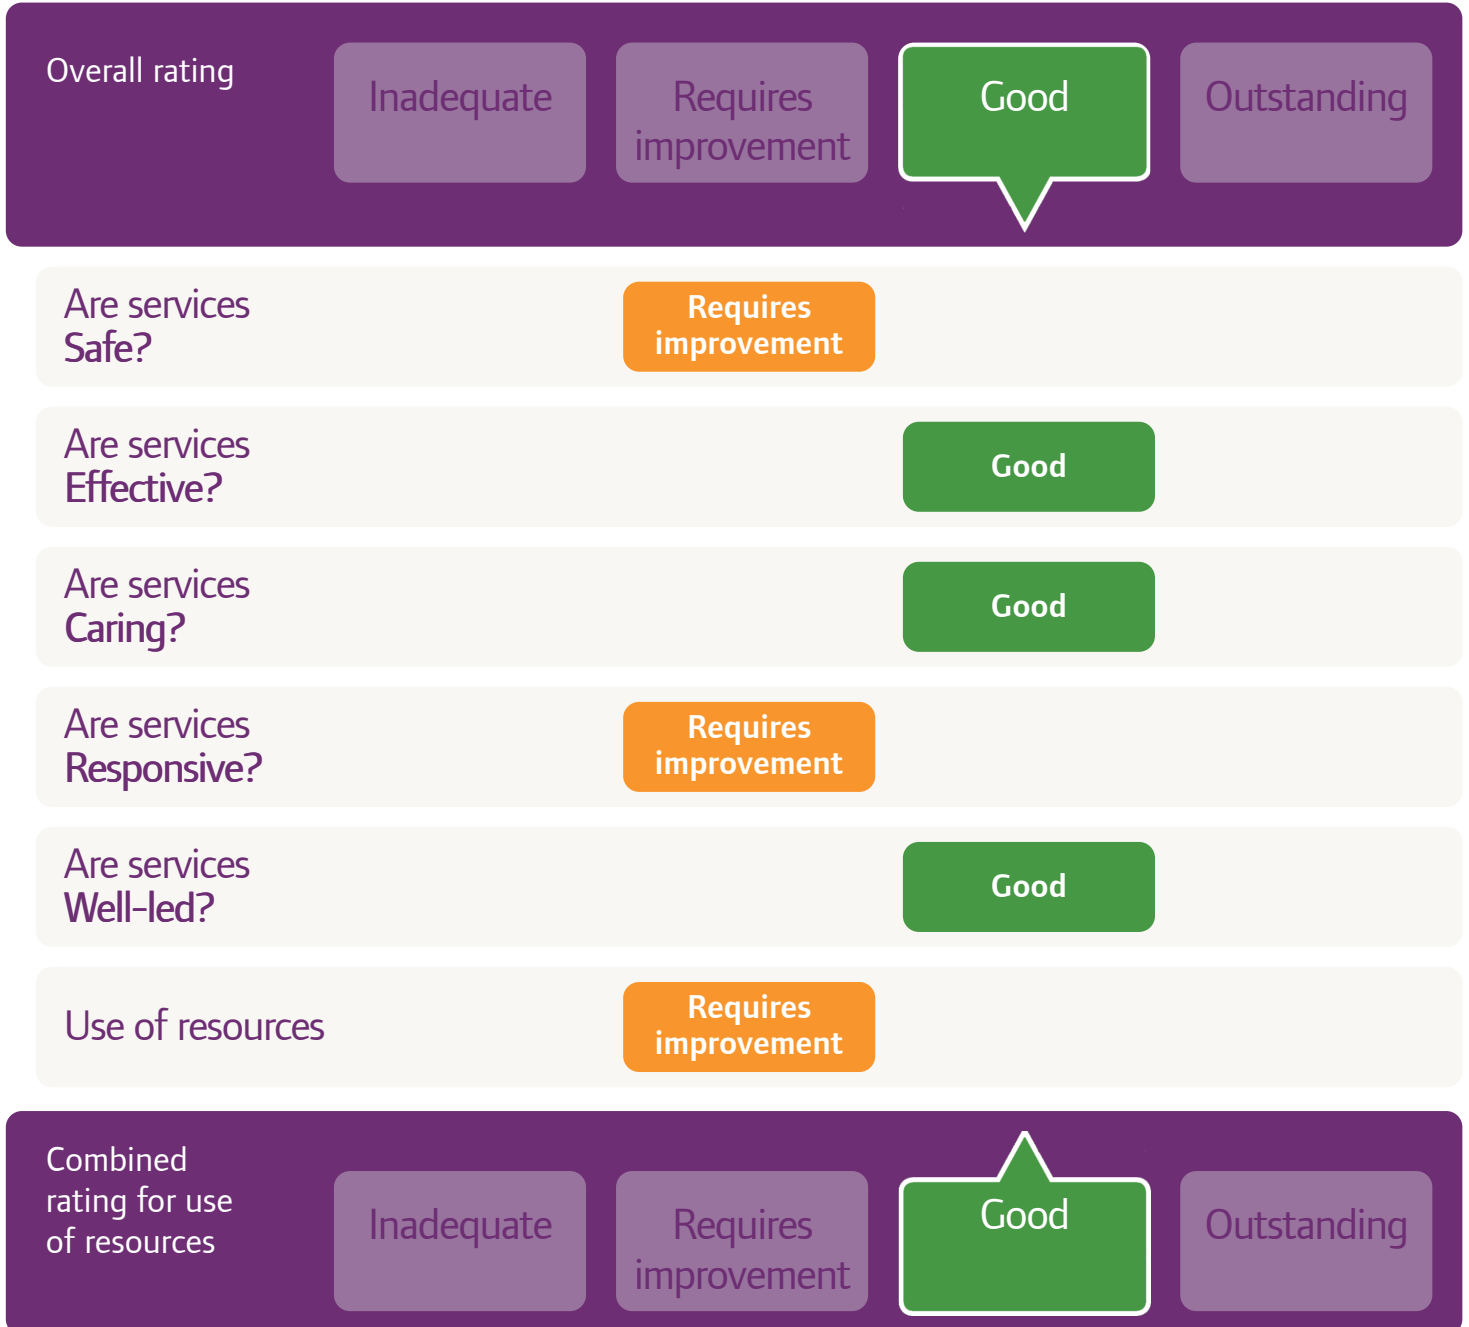 Overall rating
Inadequate
Requires
improvement
Good
Outstanding
Are services
Safe?
Requires
improvement
Are services
Effective?
Good
Are services
Caring?
Good
Are services
Responsive?
Requires
improvement
Are services
Well-led?
Good
Use of resources
Requires
improvement
Combined
rating for use
of resources
Inadequate
Requires
improvement
Good
Outstanding